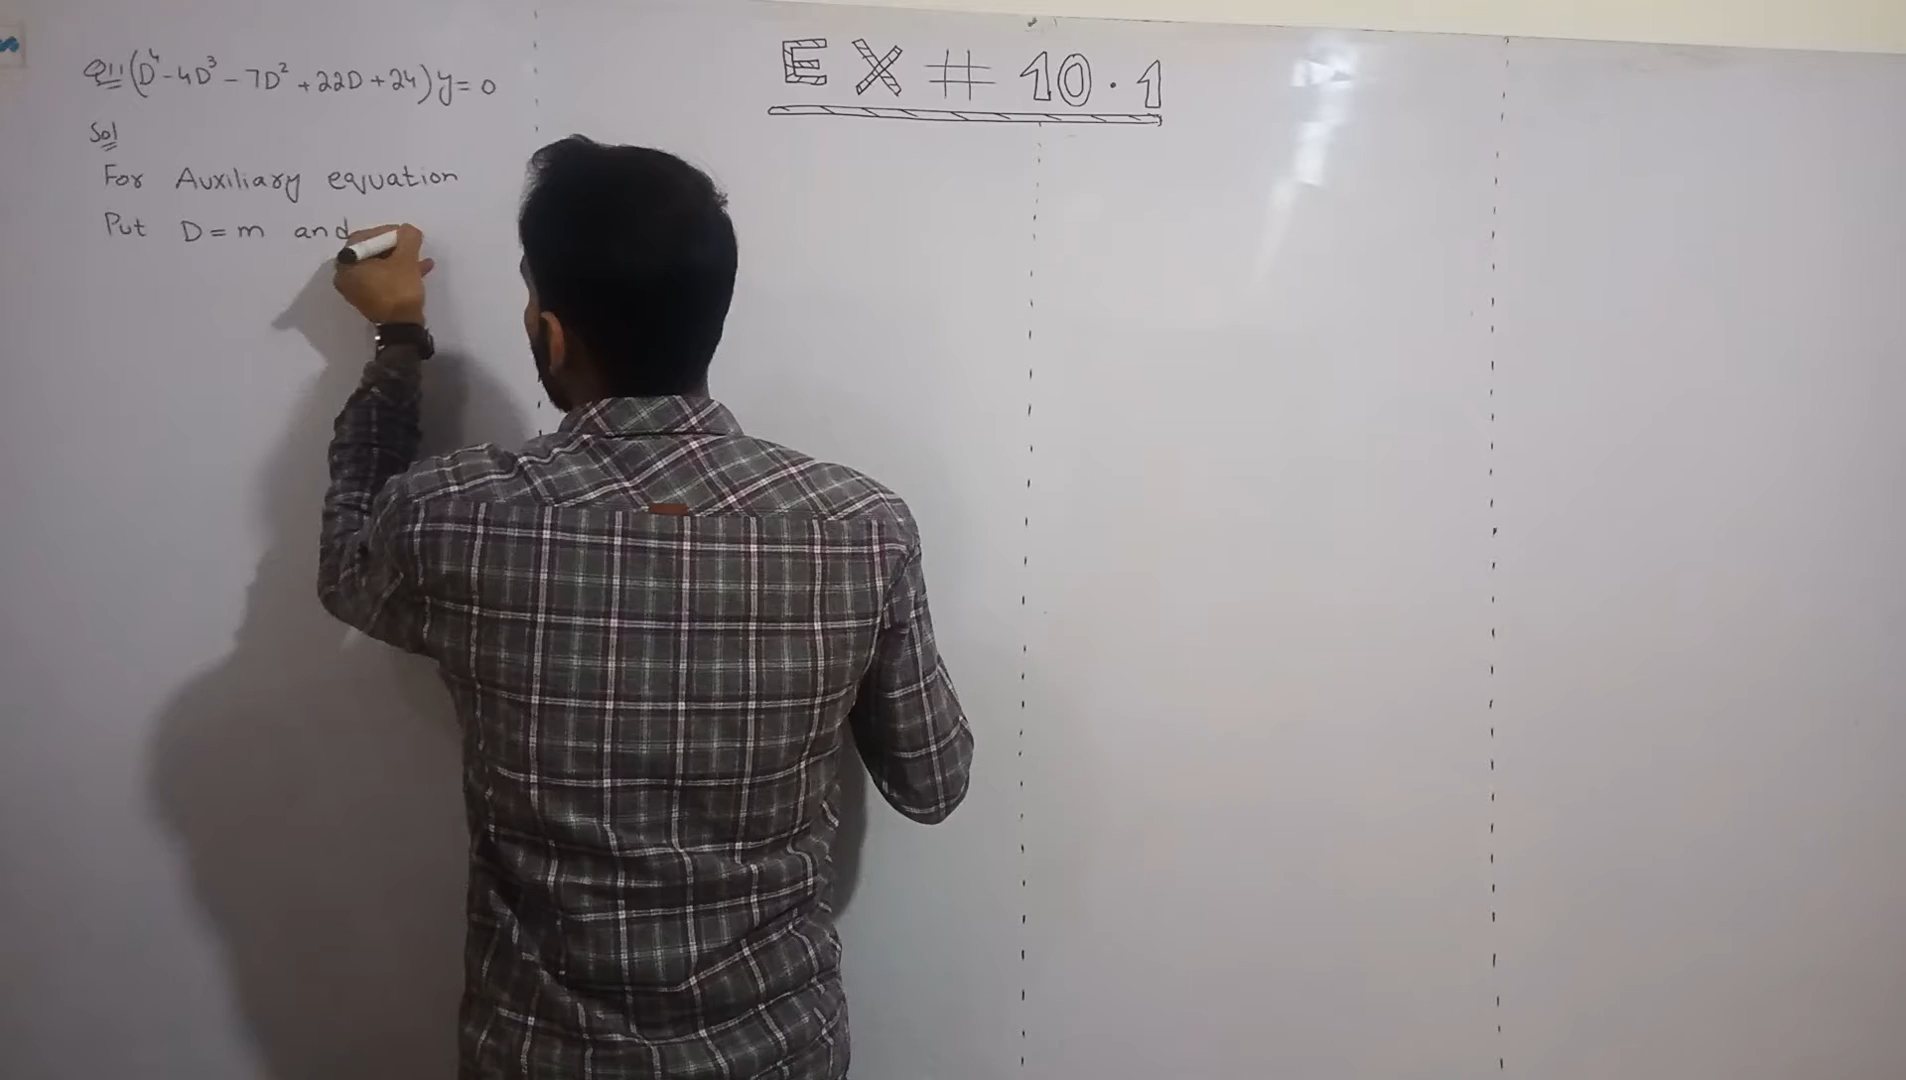 EX # 10.1
Q11 (D⁴ - 4D³ - 7D² + 22D + 24) y = 0
Sol
For Auxiliary equation
Put D = m and